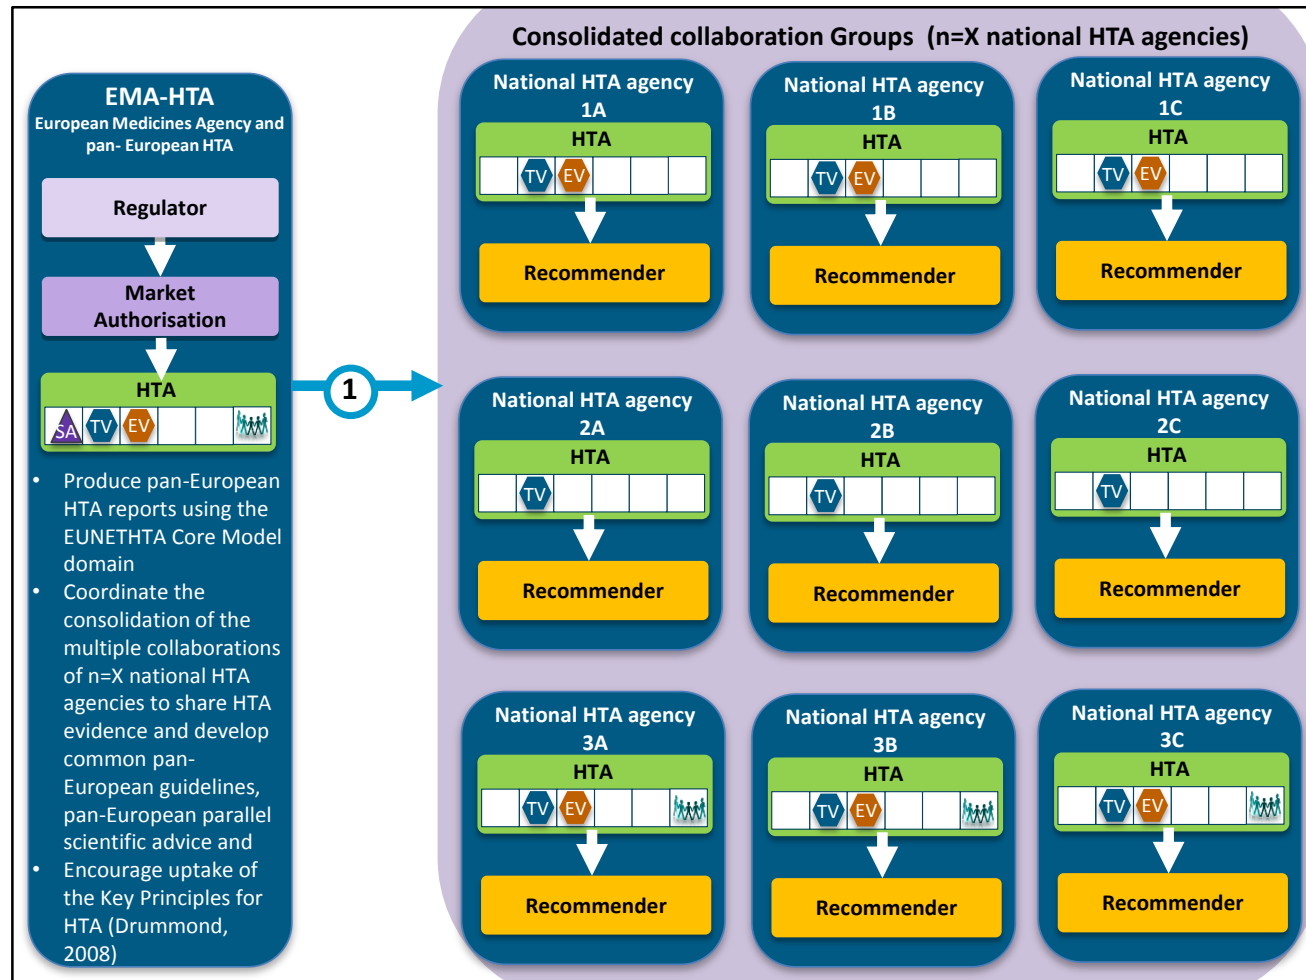 Consolidated collaboration Groups  (n=X national HTA agencies)
EMA-HTA
European Medicines Agency and
pan- European HTA
Regulator
Market
Authorisation
HTA
SA TV EV
• Produce pan-European
HTA reports using the
EUNETHTA Core Model
domain
• Coordinate the
consolidation of the
multiple collaborations
of n=X national HTA
agencies to share HTA
evidence and develop
common pan-
European guidelines,
pan-European parallel
scientific advice and
• Encourage uptake of
the Key Principles for
HTA (Drummond,
2008)
1
National HTA agency
1A
HTA
TV EV
Recommender
National HTA agency
1B
HTA
TV EV
Recommender
National HTA agency
1C
HTA
TV EV
Recommender
National HTA agency
2A
HTA
TV
Recommender
National HTA agency
2B
HTA
TV
Recommender
National HTA agency
2C
HTA
TV
Recommender
National HTA agency
3A
HTA
TV EV
Recommender
National HTA agency
3B
HTA
TV EV
Recommender
National HTA agency
3C
HTA
TV EV
Recommender